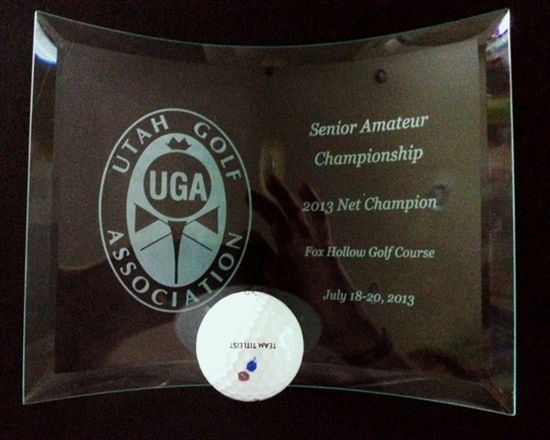 UTAH GOLF
UGA
ASSOCIATION
Senior Amateur
Championship
2013 Net Champion
Fox Hollow Golf Course
July 18-20, 2013
TEAM TITLEIST